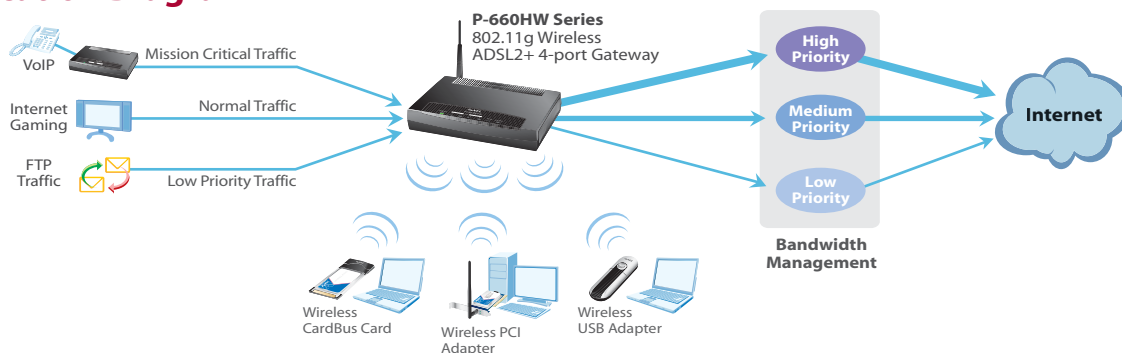 P-660HW Series
802.11g Wireless
ADSL2+ 4-port Gateway
VoIP
Mission Critical Traffic
Internet
Gaming
Normal Traffic
FTP
Traffic
Low Priority Traffic
High
Priority
Medium
Priority
Low
Priority
Internet
Bandwidth
Management
Wireless
CardBus Card
Wireless PCI
Adapter
Wireless
USB Adapter